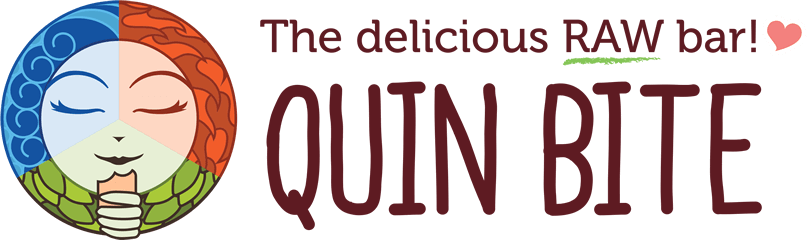 The delicious RAW bar!
QUIN BITE